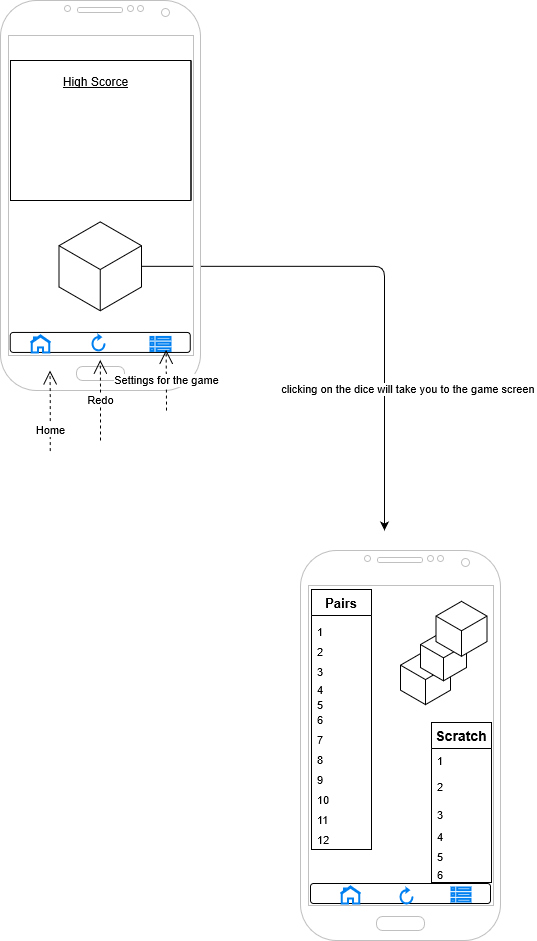 High Scorce
Settings for the game
Redo
Home
clicking on the dice will take you to the game screen
Pairs
1
2
3
4
5
6
7
8
9
10
11
12
Scratch
1
2
3
4
5
6